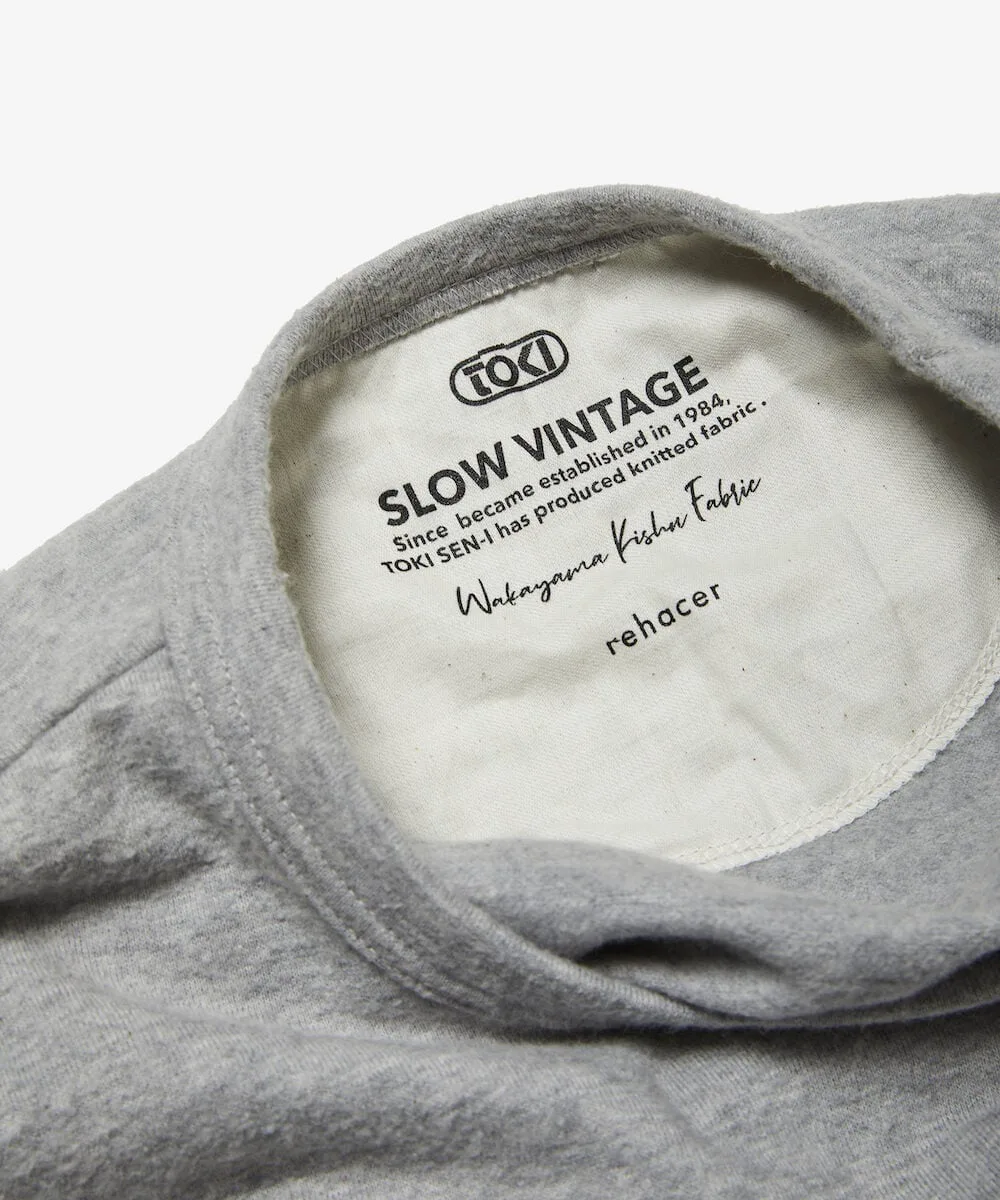 TOKI
SLOW VINTAGE
Since became established in 1984,
TOKI SEN-I has produced knitted fabric .
Wakayama Kishu Fabric
rehacer